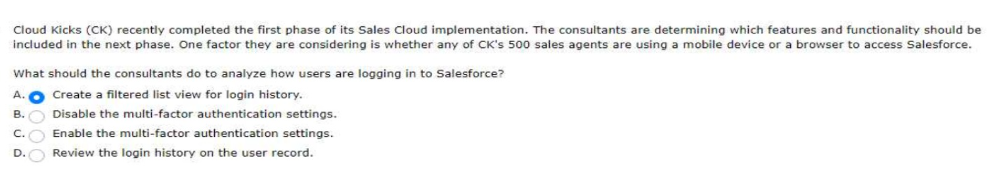 Cloud Kicks (CK) recently completed the first phase of its Sales Cloud implementation. The consultants are determining which features and functionality should be
included in the next phase. One factor they are considering is whether any of CK's 500 sales agents are using a mobile device or a browser to access Salesforce.
What should the consultants do to analyze how users are logging in to Salesforce?
A. Create a filtered list view for login history.
B. Disable the multi-factor authentication settings.
C. Enable the multi-factor authentication settings.
D. Review the login history on the user record.